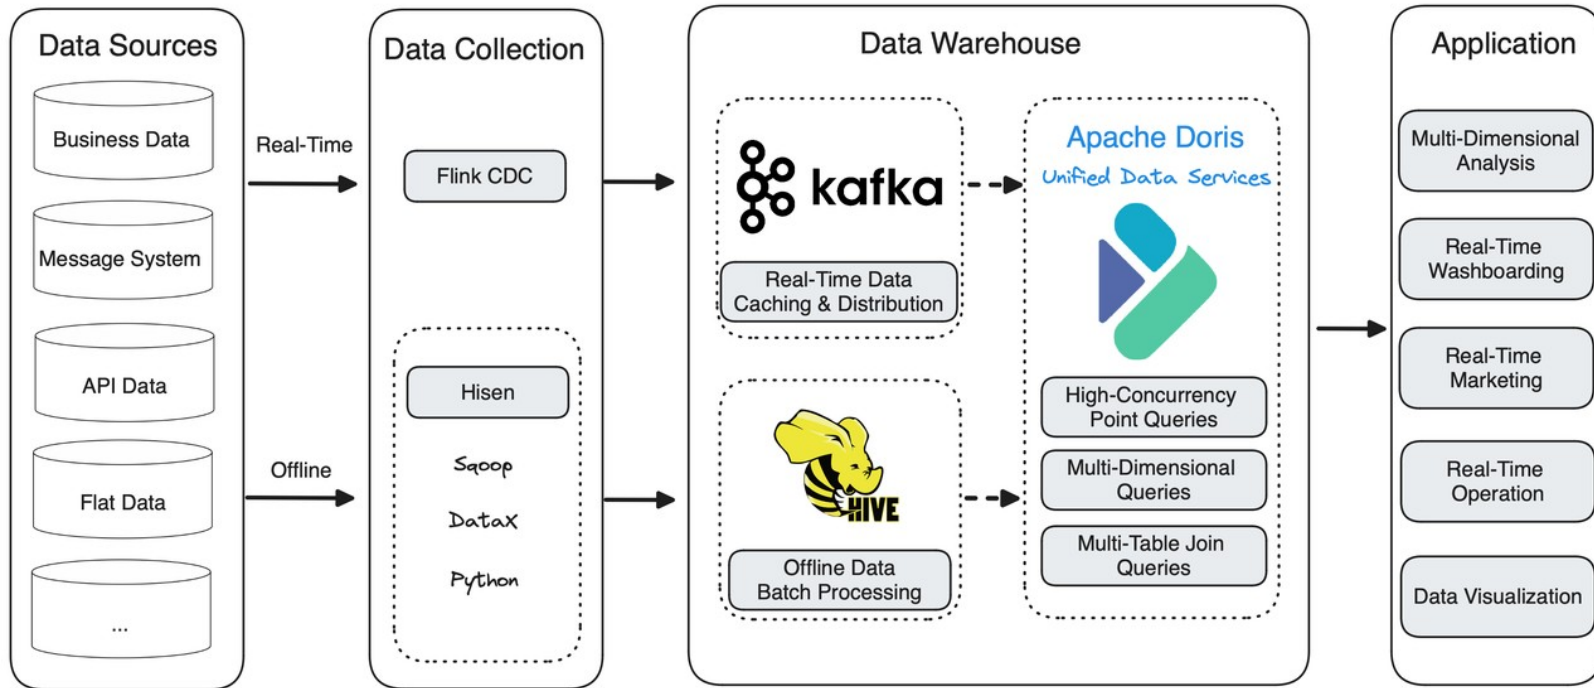 Data Sources
Business Data
Message System
API Data
Flat Data
...
Real-Time
Offline
Data Collection
Flink CDC
Hisen
Sqoop
DataX
Python
Data Warehouse
kafka
Real-Time Data
Caching & Distribution
HIVE
Offline Data
Batch Processing
Apache Doris
Unified Data Services
High-Concurrency
Point Queries
Multi-Dimensional
Queries
Multi-Table Join
Queries
Application
Multi-Dimensional
Analysis
Real-Time
Washboarding
Real-Time
Marketing
Real-Time
Operation
Data Visualization